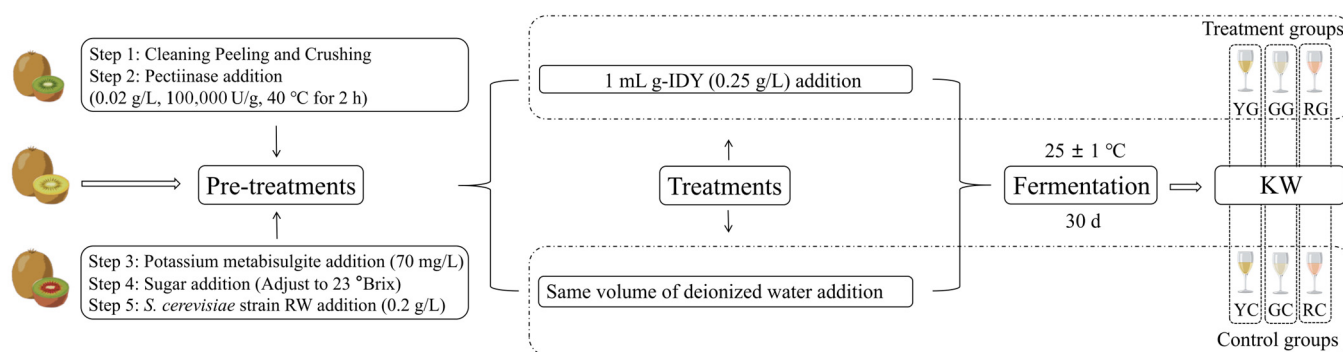 Step 1: Cleaning Peeling and Crushing
Step 2: Pectiinase addition
(0.02 g/L, 100,000 U/g, 40 ℃ for 2 h)
Pre-treatments
Step 3: Potassium metabisulgite addition (70 mg/L)
Step 4: Sugar addition (Adjust to 23 °Brix)
Step 5: S. cerevisiae strain RW addition (0.2 g/L)
1 mL g-IDY (0.25 g/L) addition
Treatments
Same volume of deionized water addition
25 ± 1 ℃
Fermentation
30 d
Treatment groups
YG GG RG
KW
YC GC RC
Control groups